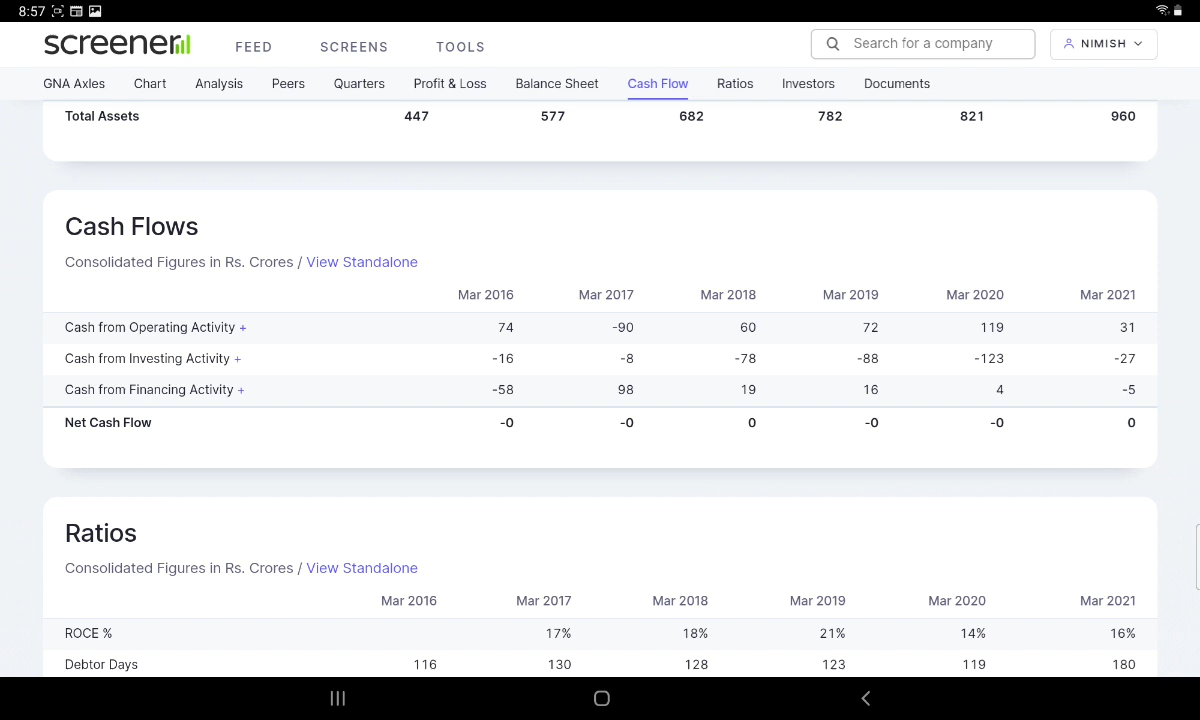 8:57
screener
FEED SCREENS TOOLS Search for a company NIMISH
GNA Axles Chart Analysis Peers Quarters Profit & Loss Balance Sheet Cash Flow Ratios Investors Documents
Total Assets 447 577 682 782 821 960
Cash Flows
Consolidated Figures in Rs. Crores / View Standalone
Mar 2016 Mar 2017 Mar 2018 Mar 2019 Mar 2020 Mar 2021
Cash from Operating Activity + 74 -90 60 72 119 31
Cash from Investing Activity + -16 -8 -78 -88 -123 -27
Cash from Financing Activity + -58 98 19 16 4 -5
Net Cash Flow -0 -0 0 -0 -0 0
Ratios
Consolidated Figures in Rs. Crores / View Standalone
Mar 2016 Mar 2017 Mar 2018 Mar 2019 Mar 2020 Mar 2021
ROCE % 17% 18% 21% 14% 16%
Debtor Days 116 130 128 123 119 180